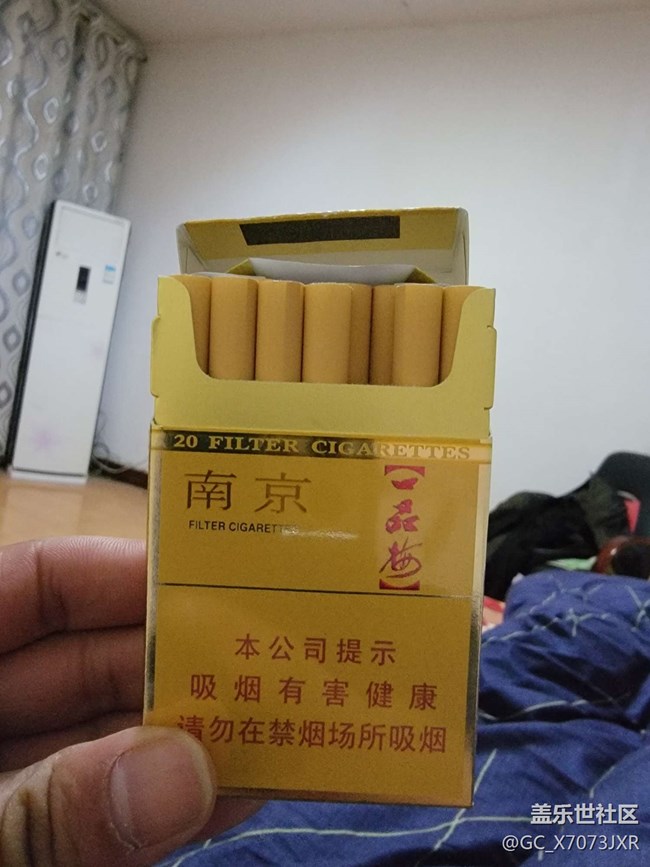 20 FILTER CIGARETTES
南京
FILTER CIGARETTES
【一品梅】
本公司提示
吸烟有害健康
请勿在禁烟场所吸烟
盖乐世社区
@GC_X7073JXR